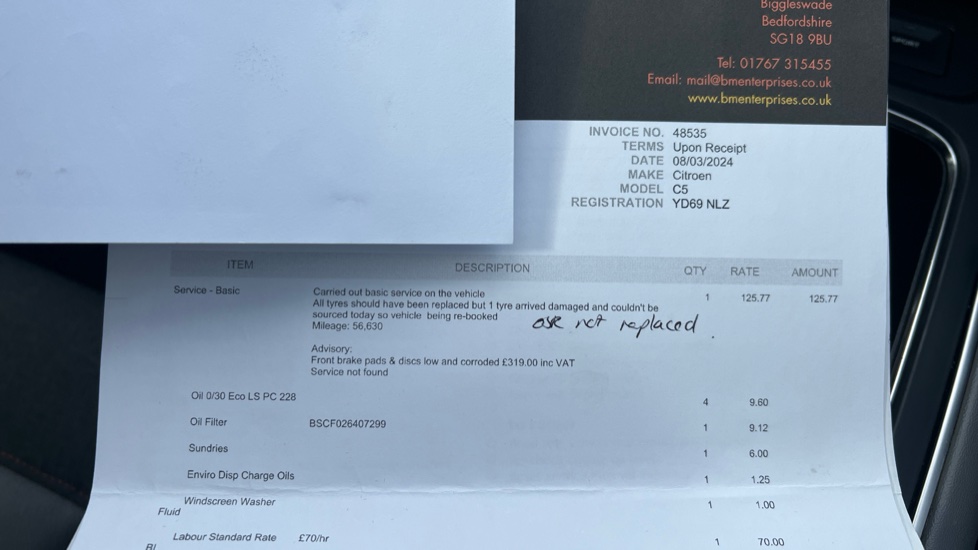 Biggleswade
Bedfordshire
SG18 9BU
Tel: 01767 315455
Email: mail@bmenterprises.co.uk
www.bmenterprises.co.uk
INVOICE NO. 48535
TERMS Upon Receipt
DATE 08/03/2024
MAKE Citroen
MODEL C5
REGISTRATION YD69 NLZ
ITEM DESCRIPTION QTY RATE AMOUNT
Service - Basic Carried out basic service on the vehicle 1 125.77 125.77
All tyres should have been replaced but 1 tyre arrived damaged and couldn't be
sourced today so vehicle being re-booked
Mileage: 56,630 not replaced.
Advisory:
Front brake pads & discs low and corroded £319.00 inc VAT
Service not found
Oil 0/30 Eco LS PC 228 4 9.60
Oil Filter BSCF026407299 1 9.12
Sundries 1 6.00
Enviro Disp Charge Oils 1 1.25
Windscreen Washer 1 1.00
Fluid
Labour Standard Rate £70/hr 1 70.00